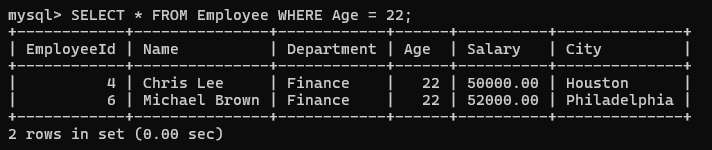 mysql> SELECT * FROM Employee WHERE Age = 22;
+------------+---------------+------------+------+----------+--------------+
| EmployeeId | Name          | Department | Age  | Salary   | City         |
+------------+---------------+------------+------+----------+--------------+
|          4 | Chris Lee     | Finance    |   22 | 50000.00 | Houston      |
|          6 | Michael Brown | Finance    |   22 | 52000.00 | Philadelphia |
+------------+---------------+------------+------+----------+--------------+
2 rows in set (0.00 sec)